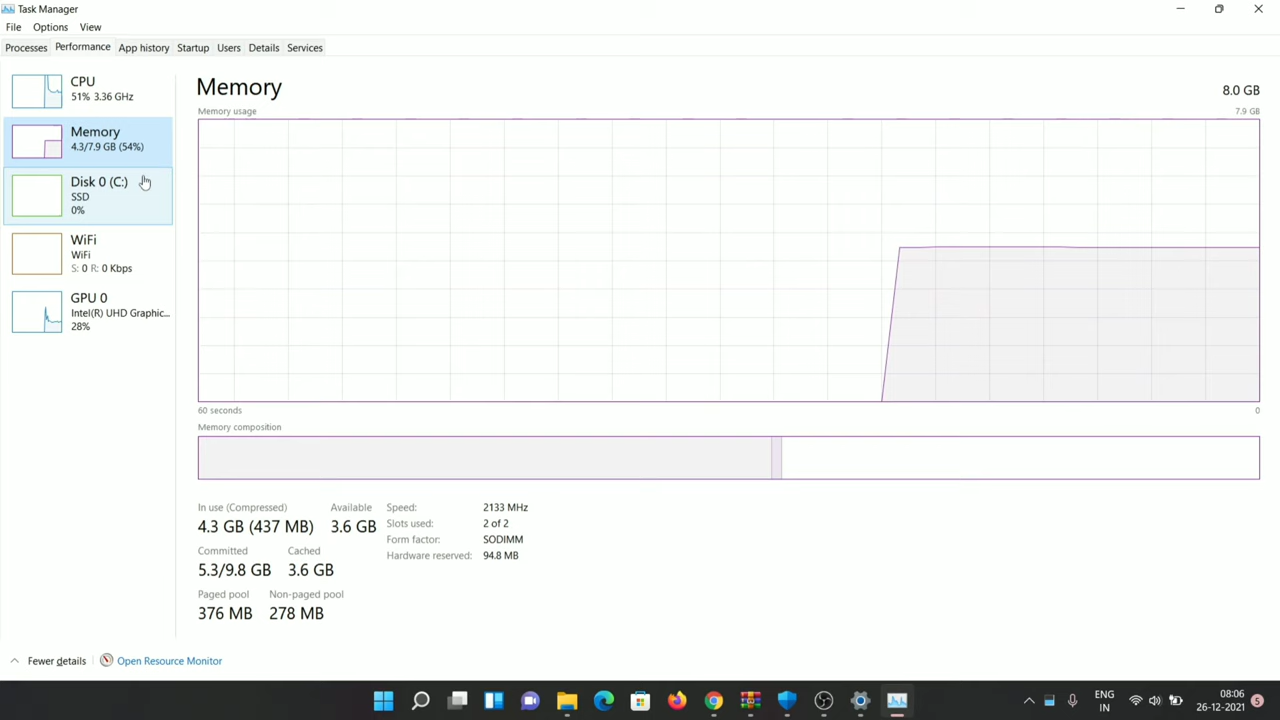 Task Manager
File Options View
Processes Performance App history Startup Users Details Services
CPU
51% 3.36 GHz
Memory
4.3/7.9 GB (54%)
Disk 0 (C:)
SSD
0%
WiFi
WiFi
S: 0 R: 0 Kbps
GPU 0
Intel(R) UHD Graphic...
28%
Memory 8.0 GB
Memory usage 7.9 GB
60 seconds 0
Memory composition
In use (Compressed) Available
4.3 GB (437 MB) 3.6 GB
Committed Cached
5.3/9.8 GB 3.6 GB
Paged pool Non-paged pool
376 MB 278 MB
Speed: 2133 MHz
Slots used: 2 of 2
Form factor: SODIMM
Hardware reserved: 94.8 MB
Fewer details Open Resource Monitor
ENG 08:06
IN 26-12-2021 5